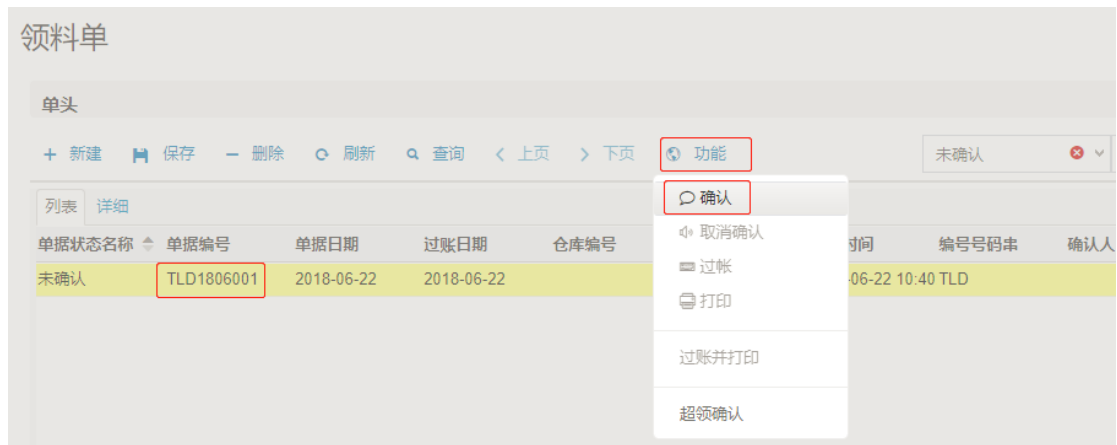 领料单
单头
+ 新建 保存 − 删除 刷新 查询 < 上页 > 下页 功能 未确认
列表 详细 确认
单据状态名称 单据编号 单据日期 过账日期 仓库编号 取消确认 时间 编号号码串 确认人
未确认 TLD1806001 2018-06-22 2018-06-22 过帐 -06-22 10:40 TLD
打印
过账并打印
超领确认